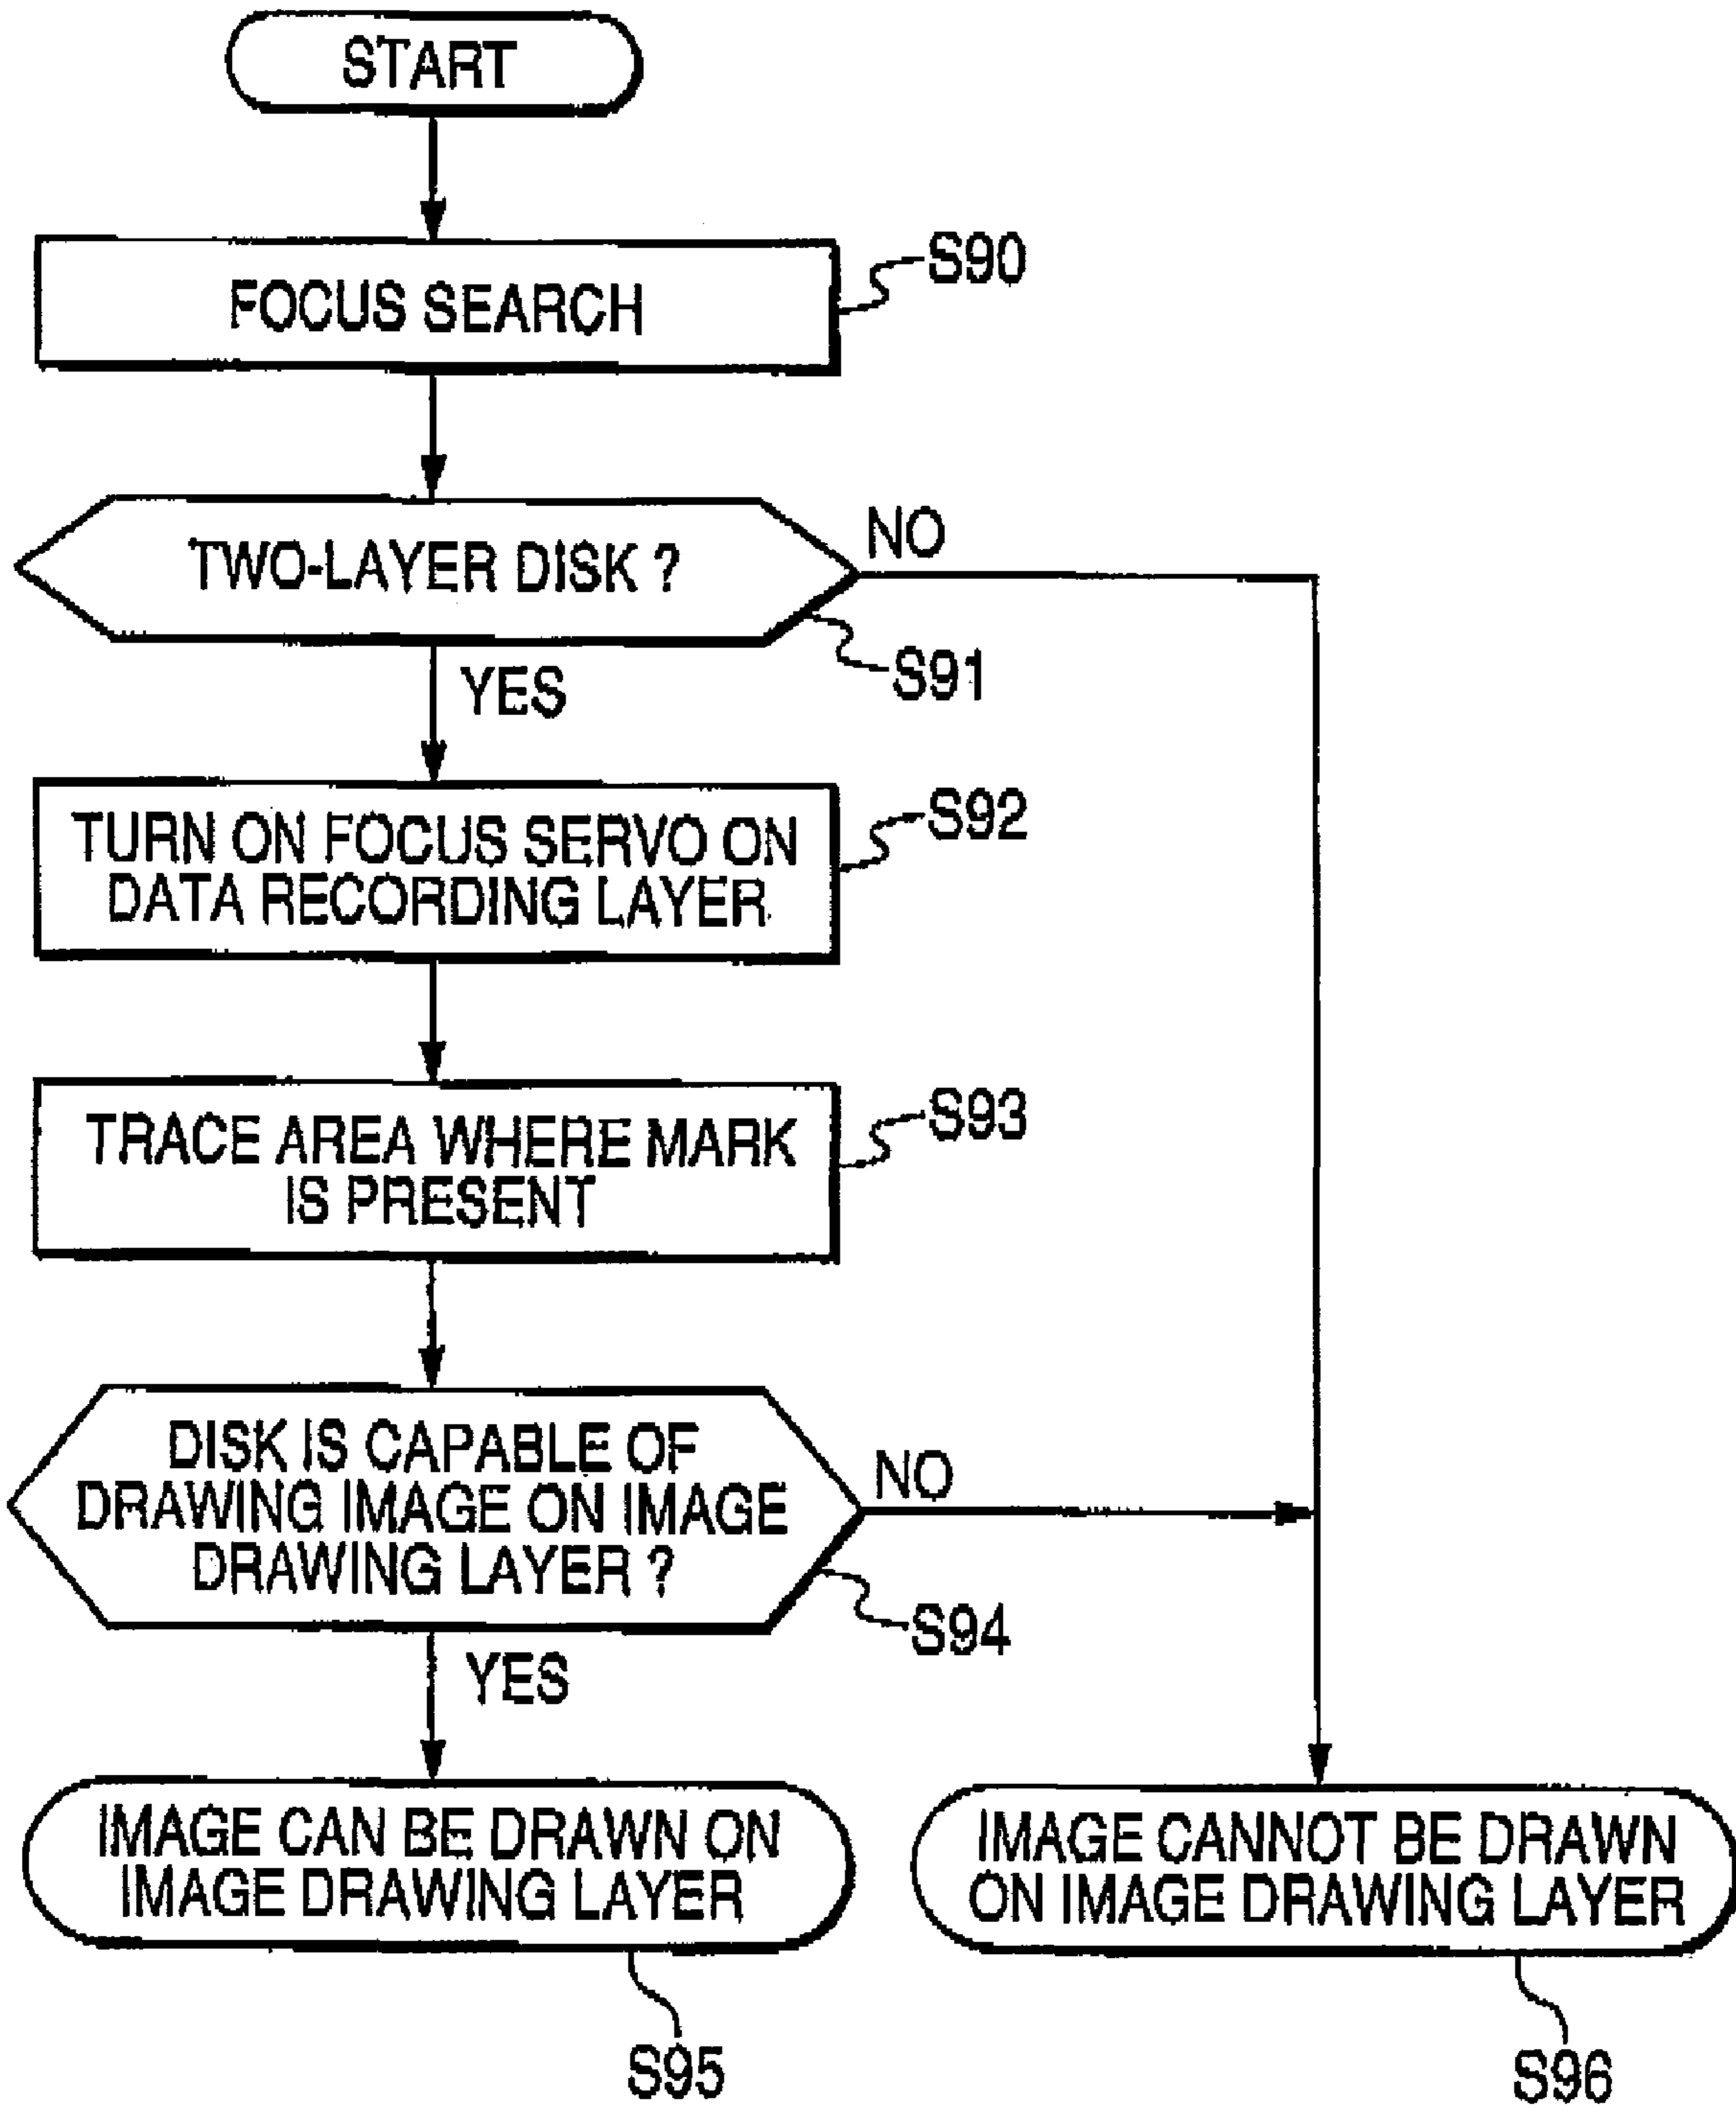 START
FOCUS SEARCH
S90
TWO-LAYER DISK ?
NO
S91
YES
TURN ON FOCUS SERVO ON
DATA RECORDING LAYER
S92
TRACE AREA WHERE MARK
IS PRESENT
S93
DISK IS CAPABLE OF
DRAWING IMAGE ON IMAGE
DRAWING LAYER ?
NO
S94
YES
IMAGE CAN BE DRAWN ON
IMAGE DRAWING LAYER
S95
IMAGE CANNOT BE DRAWN
ON IMAGE DRAWING LAYER
S96